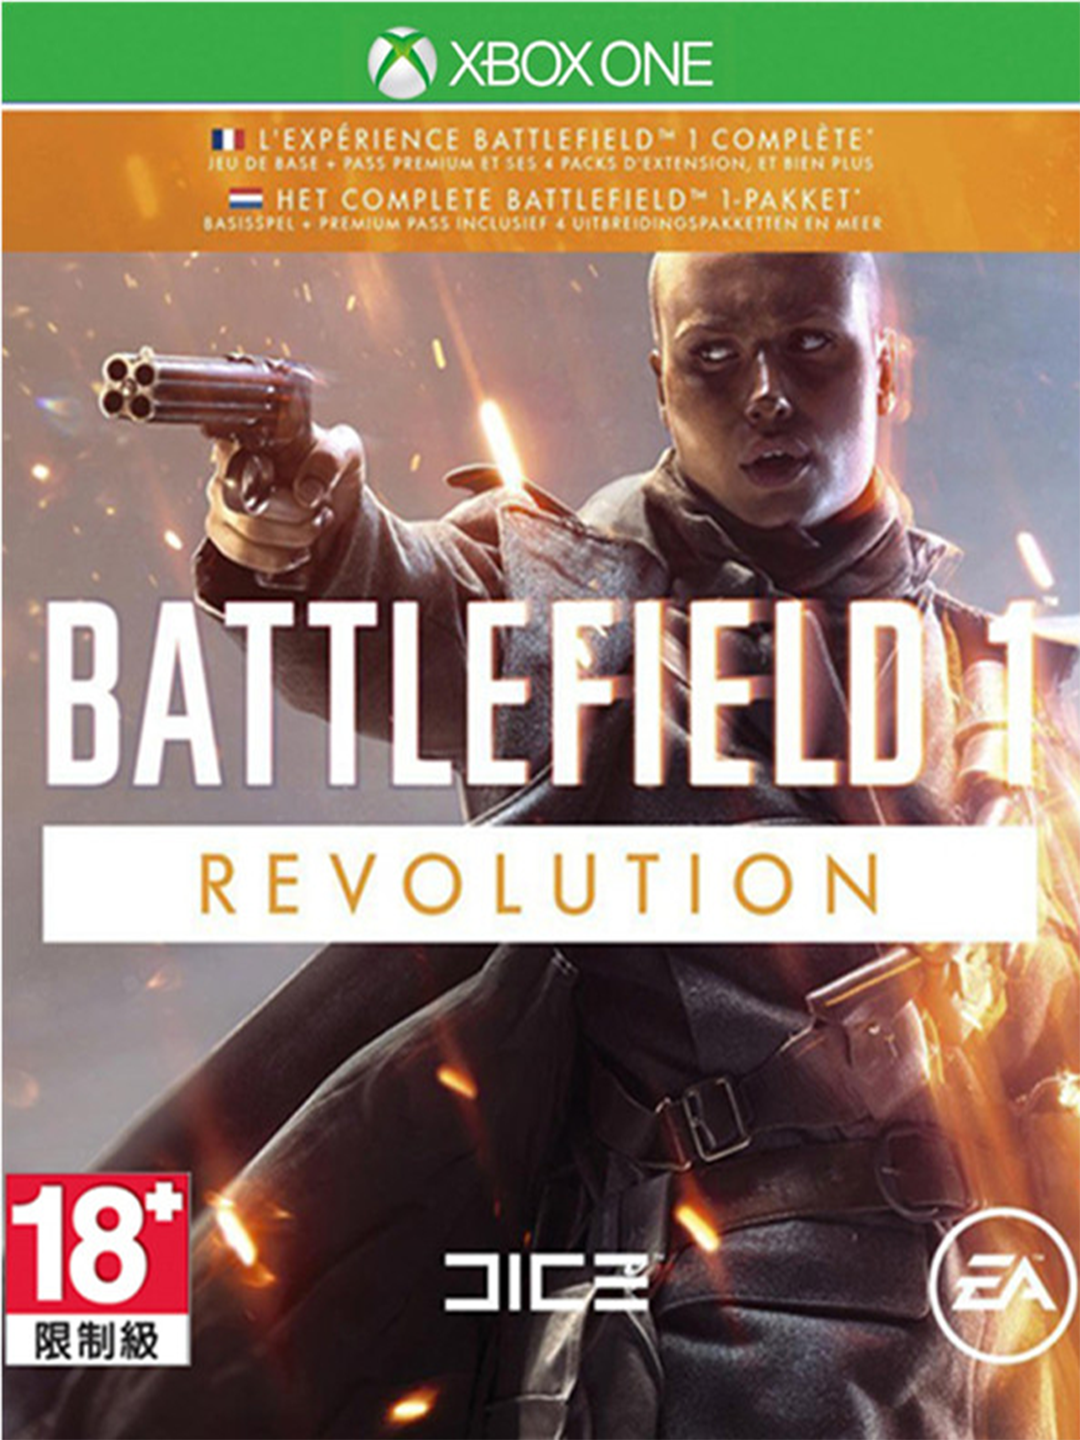 XBOX ONE
L'EXPÉRIENCE BATTLEFIELD™ 1 COMPLÈTE*
JEU DE BASE + PASS PREMIUM ET SES 4 PACKS D'EXTENSION, ET BIEN PLUS
HET COMPLETE BATTLEFIELD™ 1-PAKKET*
BASISSPEL + PREMIUM PASS INCLUSIEF 4 UITBREIDINGSPAKKETTEN EN MEER
BATTLEFIELD 1
REVOLUTION
18+
限制級
DICE
EA